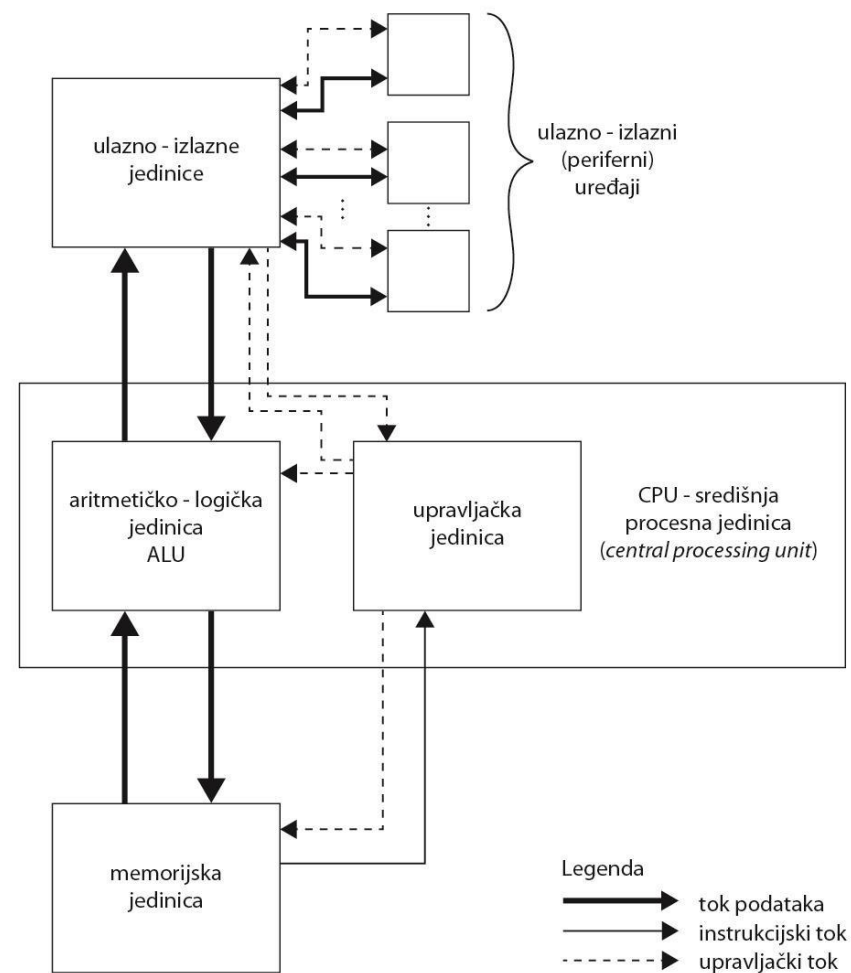 ulazno - izlazne
jedinice
ulazno - izlazni
(periferni)
uređaji
aritmetičko - logička
jedinica
ALU
upravljačka
jedinica
CPU - središnja
procesna jedinica
(central processing unit)
memorijska
jedinica
Legenda
tok podataka
instrukcijski tok
upravljački tok